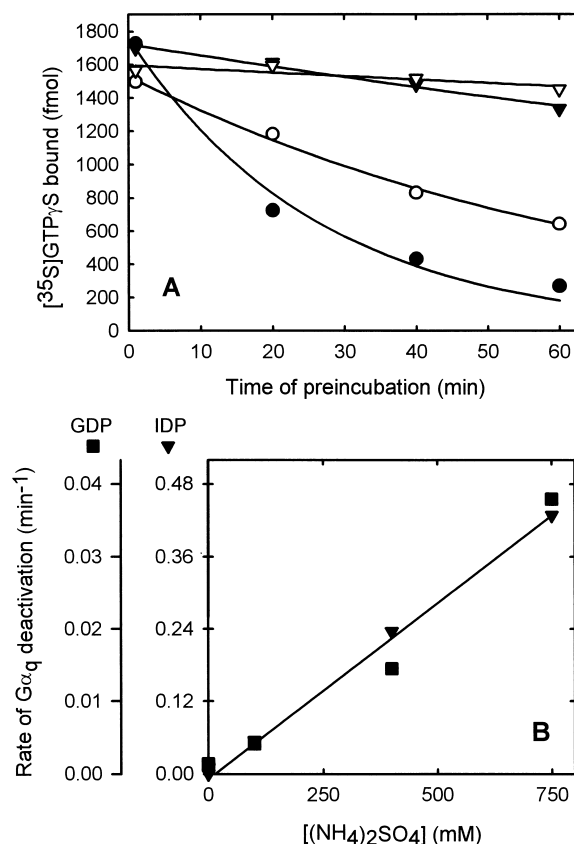 [³⁵S]GTPγS bound (fmol)
1800
1600
1400
1200
1000
800
600
400
200
0
A
0 10 20 30 40 50 60
Time of preincubation (min)
GDP IDP
Rate of Gαq deactivation (min⁻¹)
0.04 0.48
0.03 0.36
0.02 0.24
0.01 0.12
0.00 0.00
B
0 250 500 750
[(NH₄)₂SO₄] (mM)